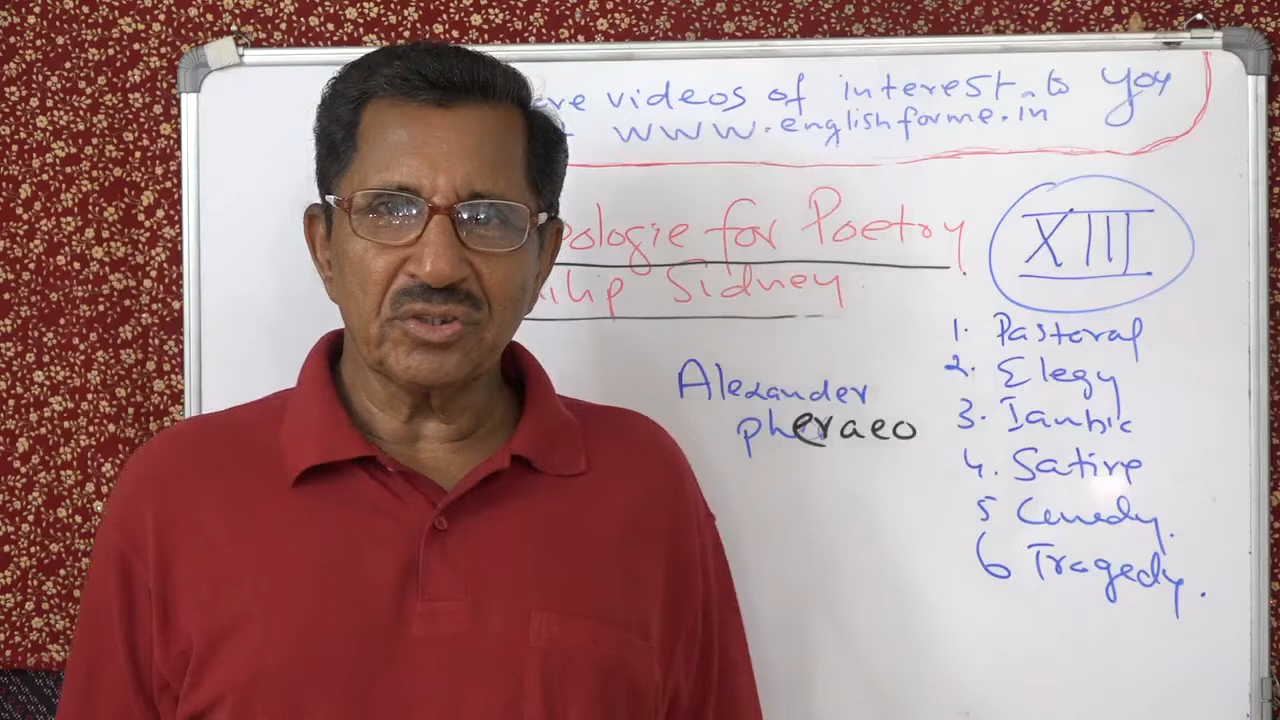 videos of interest to you
www.englishforme.in
for Poetry
Sidney
XIII
1. Pastoral
2. Elegy
3. Iambic
4. Satire
5 Comedy.
6 Tragedy.
Alexander
pheraeo